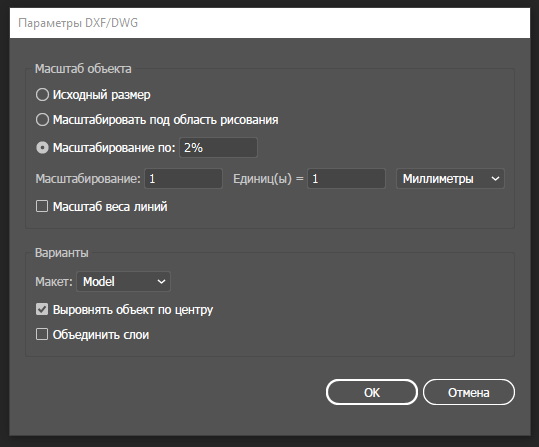 Параметры DXF/DWG
Масштаб объекта
Исходный размер
Масштабировать под область рисования
Масштабирование по: 2%
Масштабирование: 1 Единиц(ы) = 1 Миллиметры
Масштаб веса линий
Варианты
Макет: Model
Выровнять объект по центру
Объединить слои
OK Отмена